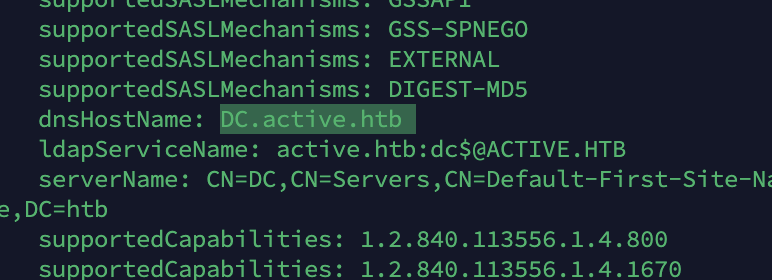 supportedSASLMechanisms: GSSAPI
supportedSASLMechanisms: GSS-SPNEGO
supportedSASLMechanisms: EXTERNAL
supportedSASLMechanisms: DIGEST-MD5
dnsHostName: DC.active.htb
ldapServiceName: active.htb:dc$@ACTIVE.HTB
serverName: CN=DC,CN=Servers,CN=Default-First-Site-Na
e,DC=htb
supportedCapabilities: 1.2.840.113556.1.4.800
supportedCapabilities: 1.2.840.113556.1.4.1670